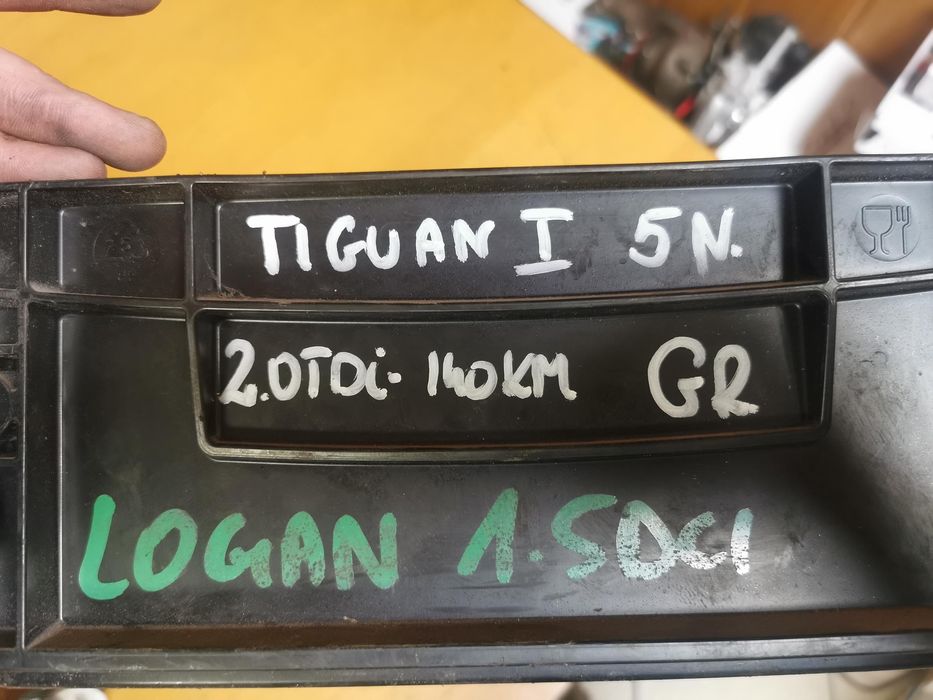 TIGUAN I 5N.
2.0TDi- 140KM GR
LOGAN 1.5DCI